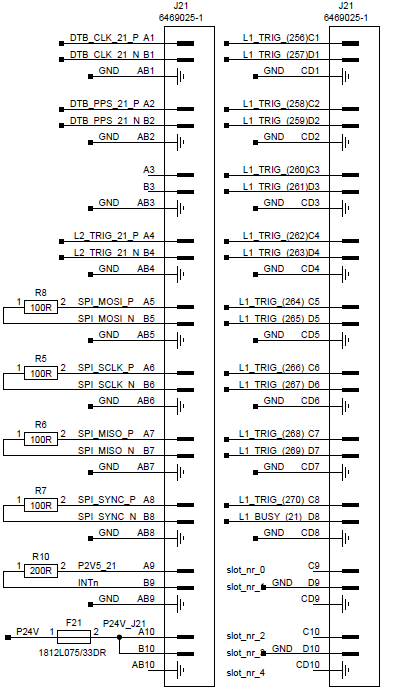 J21 J21
6469025-1 6469025-1
DTB_CLK_21_P A1 L1_TRIG_(256)C1
DTB_CLK_21_N B1 L1_TRIG_(257)D1
GND AB1 GND CD1
DTB_PPS_21_P A2 L1_TRIG_(258)C2
DTB_PPS_21_N B2 L1_TRIG_(259)D2
GND AB2 GND CD2
A3 L1_TRIG_(260)C3
B3 L1_TRIG_(261)D3
GND AB3 GND CD3
L2_TRIG_21_P A4 L1_TRIG_(262)C4
L2_TRIG_21_N B4 L1_TRIG_(263)D4
GND AB4 GND CD4
R8
1 100R 2 SPI_MOSI_P A5 L1_TRIG_(264) C5
SPI_MOSI_N B5 L1_TRIG_(265) D5
GND AB5 GND CD5
R5
1 100R 2 SPI_SCLK_P A6 L1_TRIG_(266) C6
SPI_SCLK_N B6 L1_TRIG_(267) D6
GND AB6 GND CD6
R6
1 100R 2 SPI_MISO_P A7 L1_TRIG_(268) C7
SPI_MISO_N B7 L1_TRIG_(269) D7
GND AB7 GND CD7
R7
1 100R 2 SPI_SYNC_P A8 L1_TRIG_(270) C8
SPI_SYNC_N B8 L1_BUSY_(21) D8
GND AB8 GND CD8
R10
1 200R 2 P2V5_21 A9 slot_nr_0 C9
INTn B9 GND D9
GND AB9 CD9
F21
P24V 1 2 P24V_J21 A10 slot_nr_2 C10
1812L075/33DR B10 GND D10
AB10 slot_nr_4 CD10